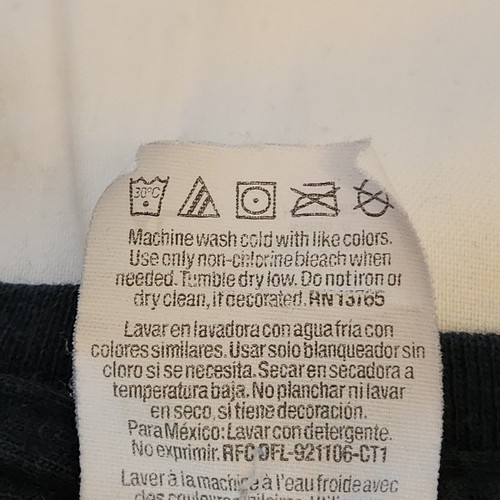 30°C
Machine wash cold with like colors.
Use only non-chlorine bleach when
needed. Tumble dry low. Do not iron or
dry clean, if decorated. RN 13765
Lavar en lavadora con agua fría con
colores similares. Usar solo blanqueador sin
cloro si se necesita. Secar en secadora a
temperatura baja. No planchar ni lavar
en seco, si tiene decoración.
Para México: Lavar con detergente.
No exprimir. RFC DFL-921106-CT1
Laver à la machine à l'eau froide avec
des couleurs